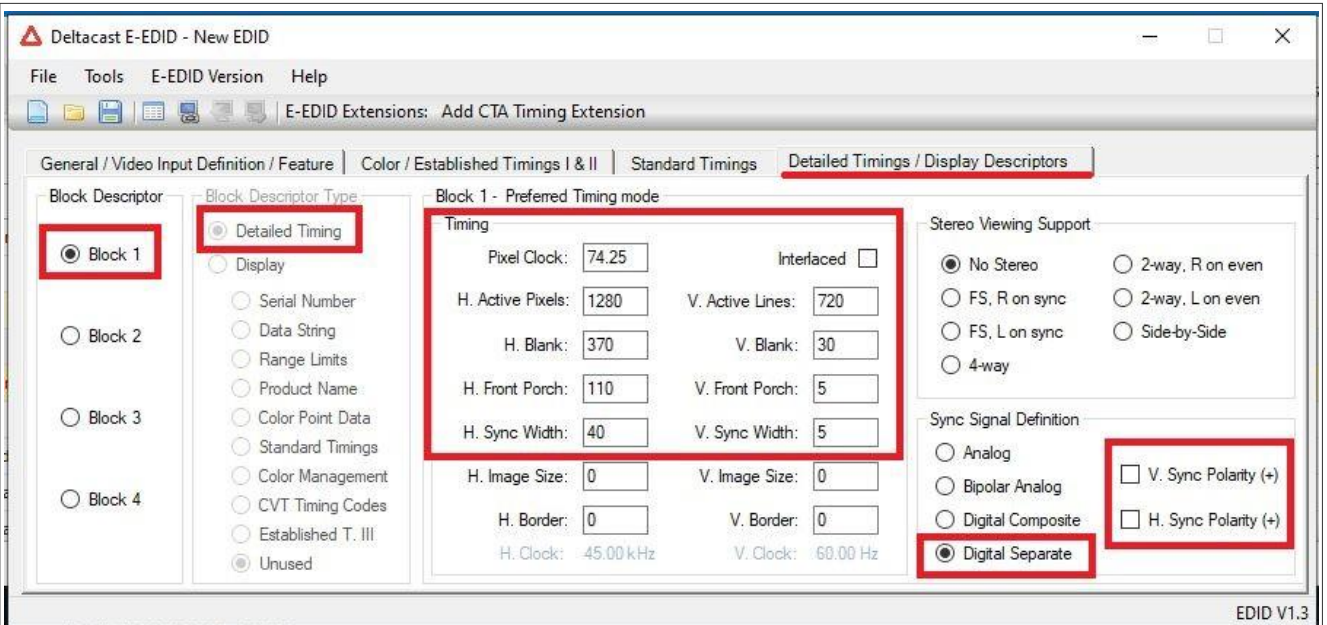 Deltacast E-EDID - New EDID
File Tools E-EDID Version Help
E-EDID Extensions: Add CTA Timing Extension
General / Video Input Definition / Feature Color / Established Timings I & II Standard Timings Detailed Timings / Display Descriptors
Block Descriptor
Block 1
Block 2
Block 3
Block 4
Block Descriptor Type
Detailed Timing
Display
Serial Number
Data String
Range Limits
Product Name
Color Point Data
Standard Timings
Color Management
CVT Timing Codes
Established T. III
Unused
Block 1 - Preferred Timing mode
Timing
Pixel Clock: 74.25 Interlaced
H. Active Pixels: 1280 V. Active Lines: 720
H. Blank: 370 V. Blank: 30
H. Front Porch: 110 V. Front Porch: 5
H. Sync Width: 40 V. Sync Width: 5
H. Image Size: 0 V. Image Size: 0
H. Border: 0 V. Border: 0
H. Clock: 45.00 kHz V. Clock: 60.00 Hz
Stereo Viewing Support
No Stereo 2-way, R on even
FS, R on sync 2-way, L on even
FS, L on sync Side-by-Side
4-way
Sync Signal Definition
Analog
Bipolar Analog
Digital Composite
Digital Separate
V. Sync Polarity (+)
H. Sync Polarity (+)
EDID V1.3